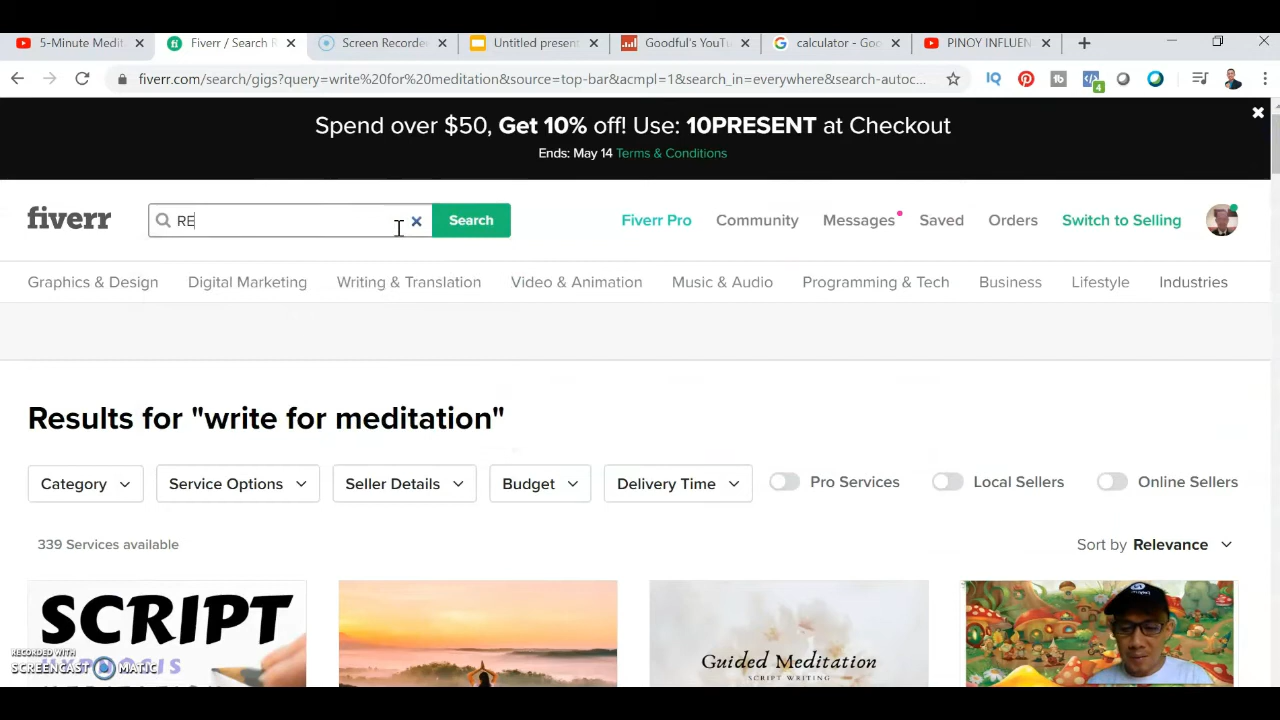 5-Minute Medit
Fiverr / Search R
Screen Recorde
Untitled present
Goodful's YouTu
calculator - Goo
PINOY INFLUEN
fiverr.com/search/gigs?query=write%20for%20meditation&source=top-bar&acmpl=1&search_in=everywhere&search-autoc...
IQ
tb
4
Spend over $50, Get 10% off! Use: 10PRESENT at Checkout
Ends: May 14 Terms & Conditions
fiverr
RE
Search
Fiverr Pro
Community
Messages
Saved
Orders
Switch to Selling
Graphics & Design
Digital Marketing
Writing & Translation
Video & Animation
Music & Audio
Programming & Tech
Business
Lifestyle
Industries
Results for "write for meditation"
Category
Service Options
Seller Details
Budget
Delivery Time
Pro Services
Local Sellers
Online Sellers
339 Services available
Sort by Relevance
SCRIPT
HYPNOSIS
Guided Meditation
SCRIPT WRITING
RECORDED WITH
SCREENCAST MATIC